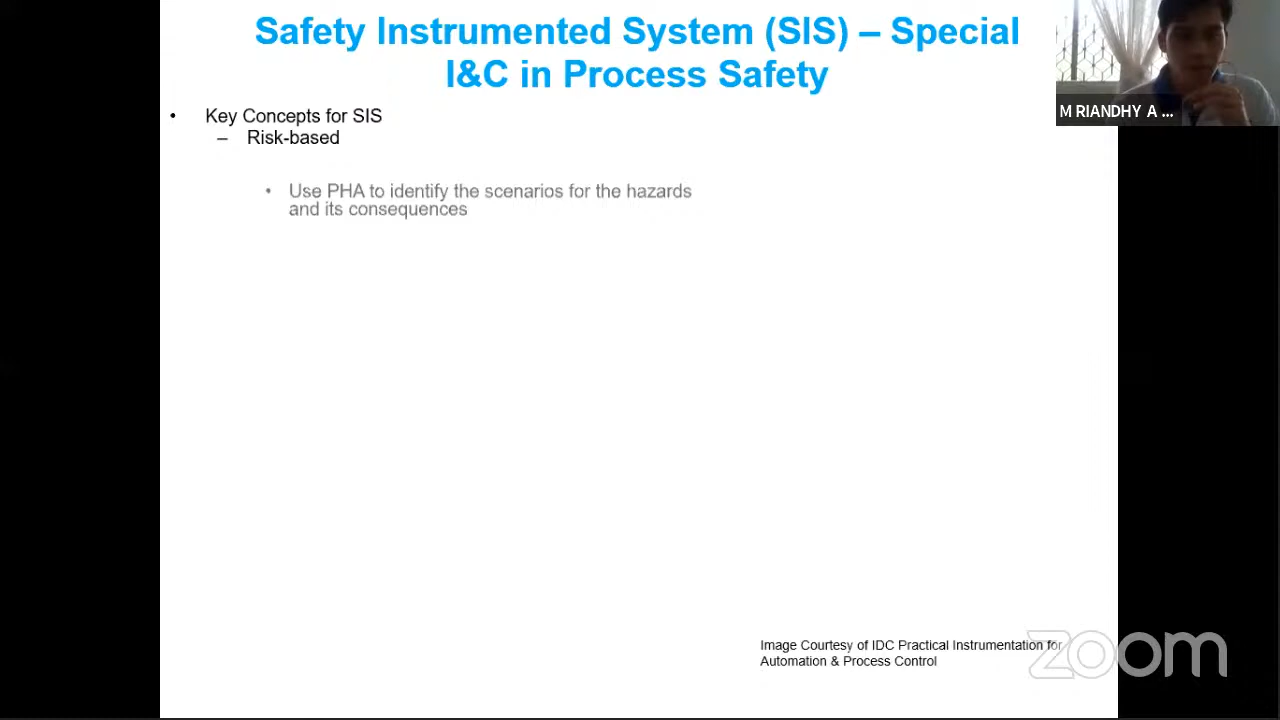 Safety Instrumented System (SIS) – Special
I&C in Process Safety
M RIANDHY A ...
• Key Concepts for SIS
– Risk-based
• Use PHA to identify the scenarios for the hazards
and its consequences
Image Courtesy of IDC Practical Instrumentation for
Automation & Process Control
zoom